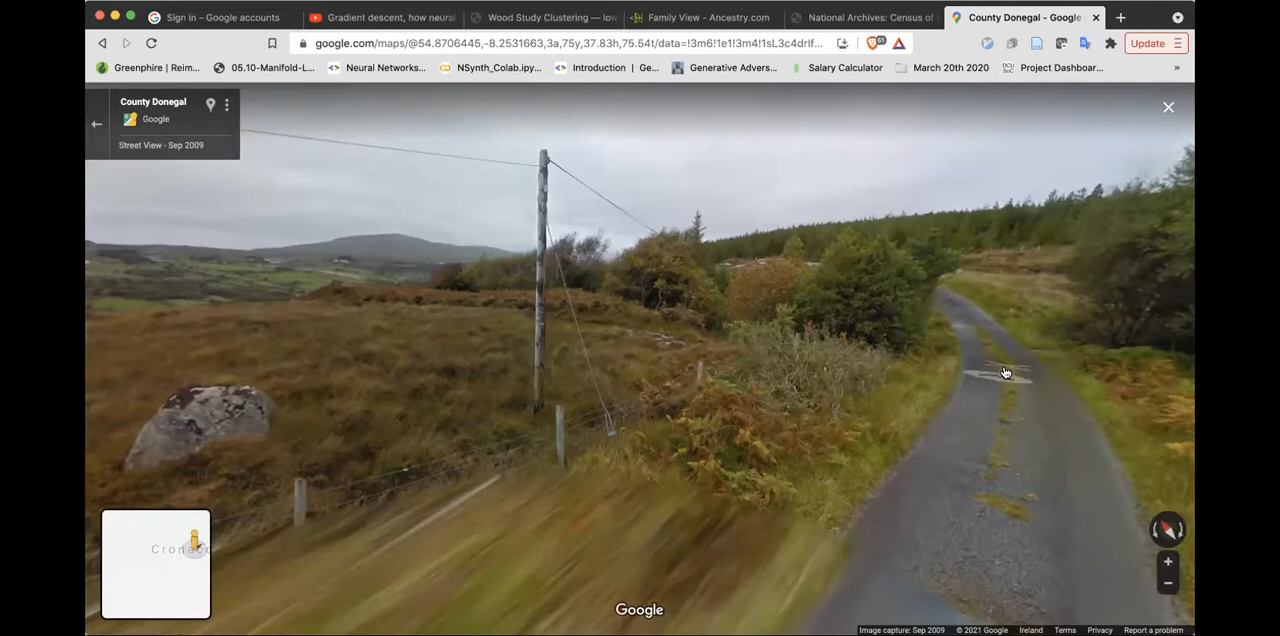 Sign in – Google accounts
Gradient descent, how neural
Wood Study Clustering — low
Family View - Ancestry.com
National Archives: Census of
County Donegal - Google
google.com/maps/@54.8706445,-8.2531663,3a,75y,37.83h,75.54t/data=!3m6!1e1!3m4!1sL3c4drlf...
Update
Greenphire | Reim...
05.10-Manifold-L...
Neural Networks...
NSynth_Colab.ipy...
Introduction | Ge...
Generative Advers...
Salary Calculator
March 20th 2020
Project Dashboar...
County Donegal
Google
Street View - Sep 2009
Google
Image capture: Sep 2009 © 2021 Google Ireland Terms Privacy Report a problem